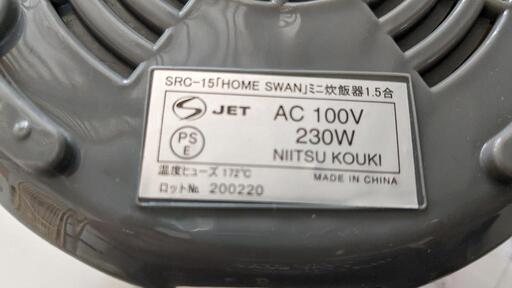 SRC-15「HOME SWAN」ミニ炊飯器1.5合
S JET AC 100V
PS E 230W
NIITSU KOUKI
温度ヒューズ 172℃ MADE IN CHINA
ロットNo. 200220